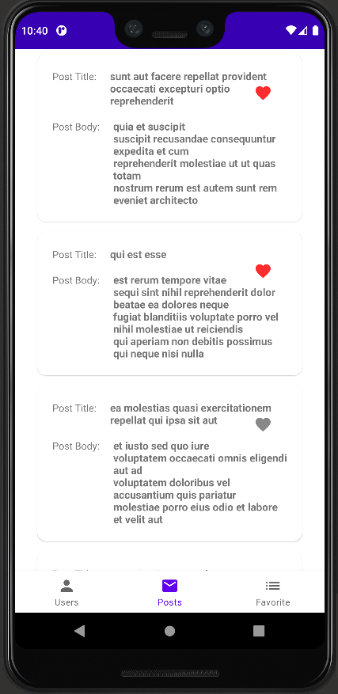 10:40
Post Title: sunt aut facere repellat provident
occaecati excepturi optio
reprehenderit
Post Body: quia et suscipit
suscipit recusandae consequuntur
expedita et cum
reprehenderit molestiae ut ut quas
totam
nostrum rerum est autem sunt rem
eveniet architecto
Post Title: qui est esse
Post Body: est rerum tempore vitae
sequi sint nihil reprehenderit dolor
beatae ea dolores neque
fugiat blanditiis voluptate porro vel
nihil molestiae ut reiciendis
qui aperiam non debitis possimus
qui neque nisi nulla
Post Title: ea molestias quasi exercitationem
repellat qui ipsa sit aut
Post Body: et iusto sed quo iure
voluptatem occaecati omnis eligendi
aut ad
voluptatem doloribus vel
accusantium quis pariatur
molestiae porro eius odio et labore
et velit aut
Users Posts Favorite